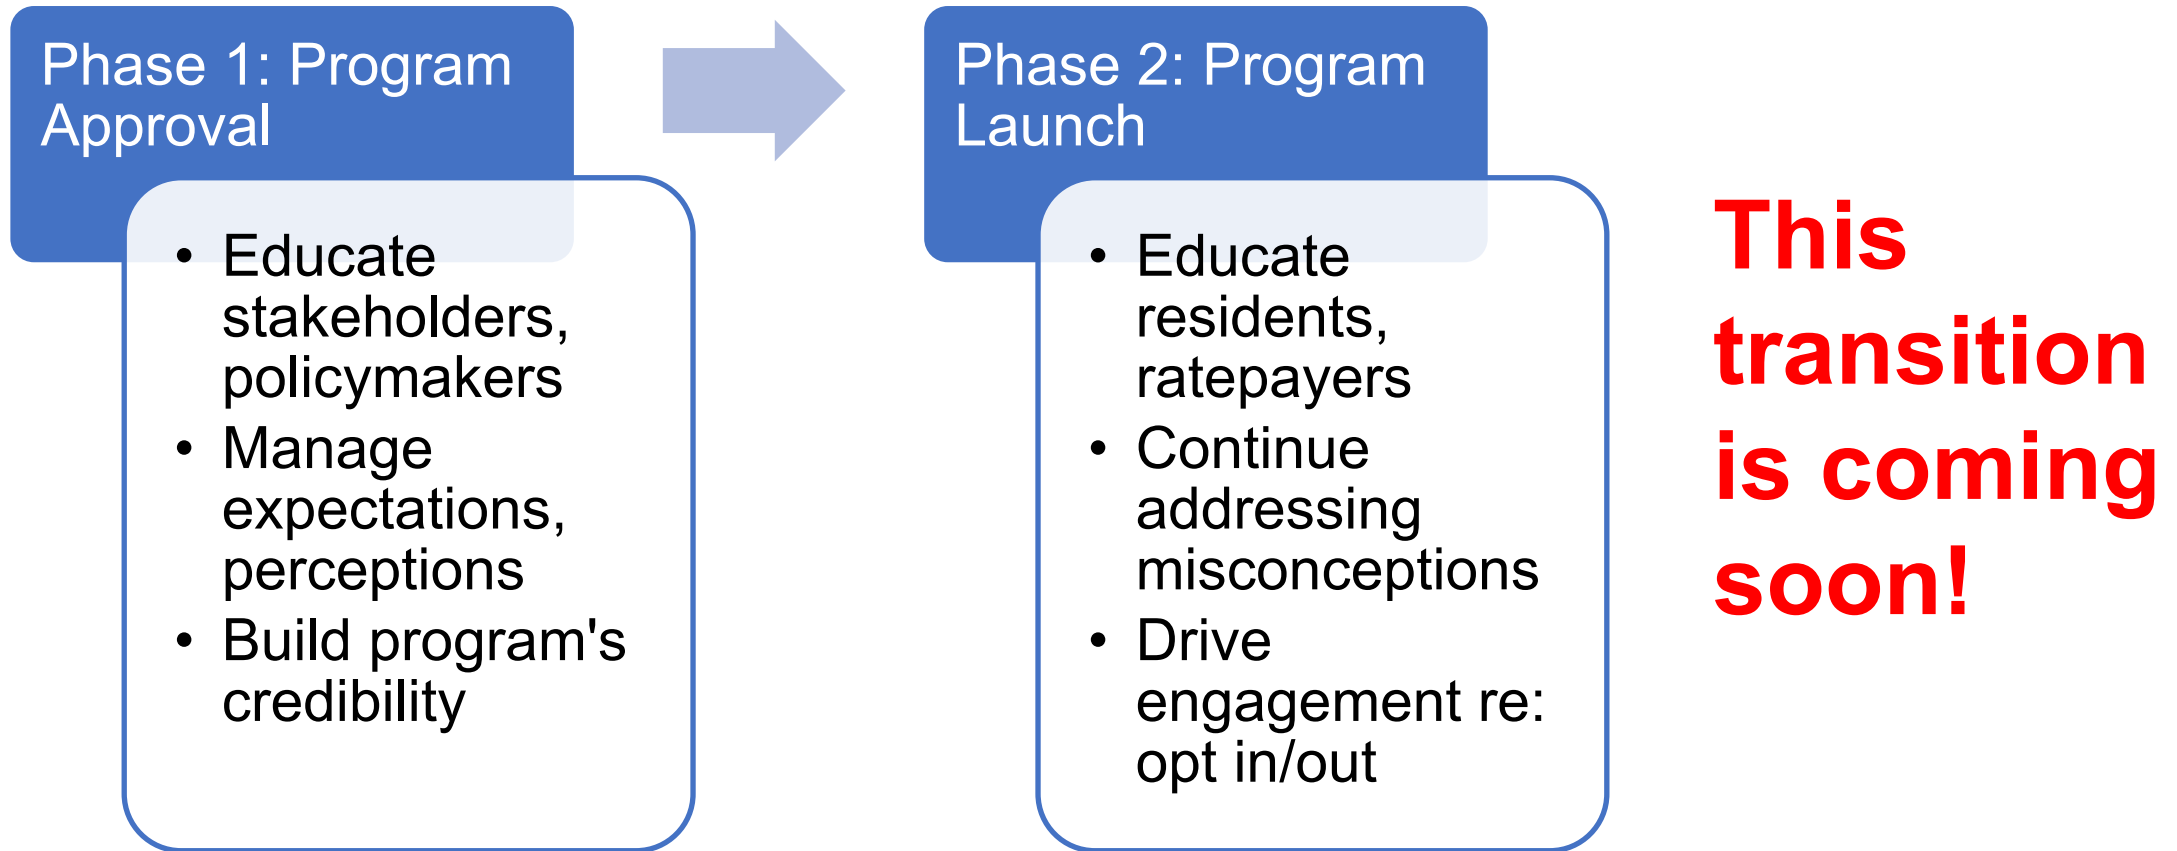 Phase 1: Program
Approval
• Educate
stakeholders,
policymakers
• Manage
expectations,
perceptions
• Build program's
credibility
Phase 2: Program
Launch
• Educate
residents,
ratepayers
• Continue
addressing
misconceptions
• Drive
engagement re:
opt in/out
This
transition
is coming
soon!